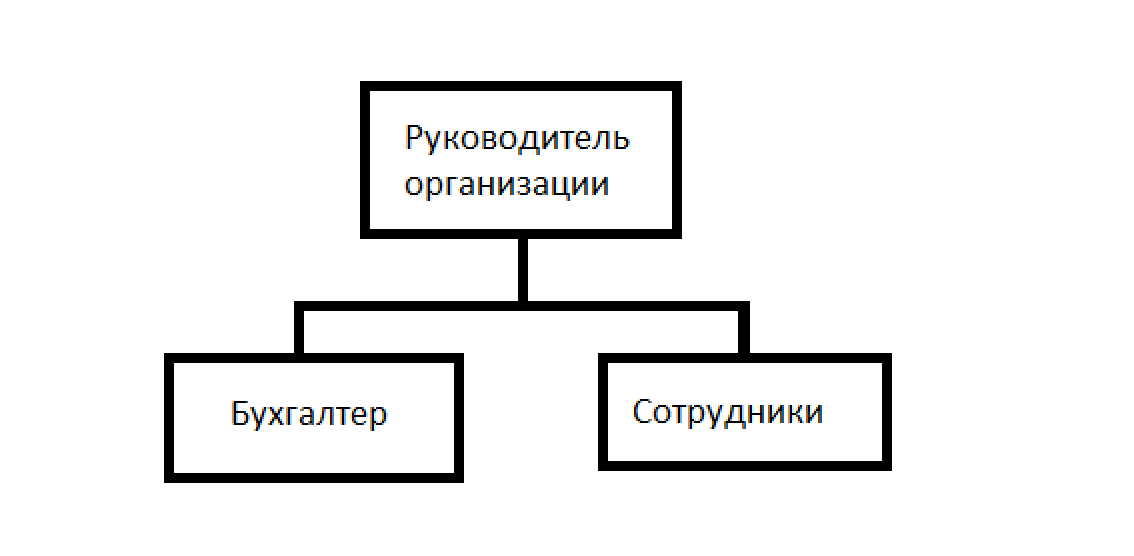 Руководитель
организации
Бухгалтер
Сотрудники